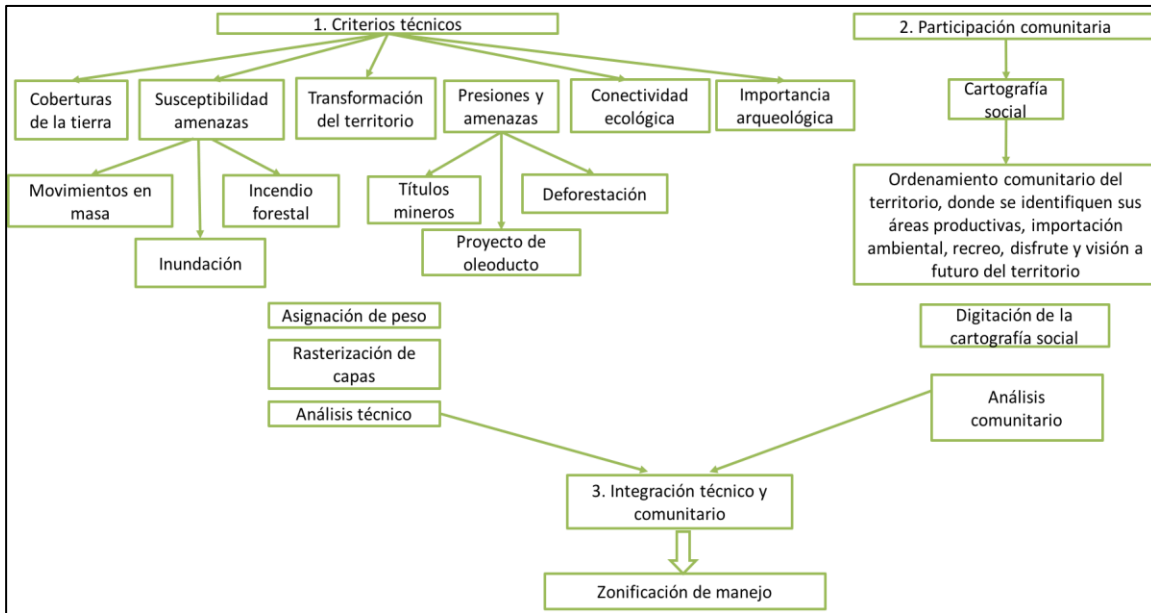 1. Criterios técnicos
2. Participación comunitaria
Coberturas
de la tierra
Susceptibilidad
amenazas
Transformación
del territorio
Presiones y
amenazas
Conectividad
ecológica
Importancia
arqueológica
Cartografía
social
Movimientos en
masa
Inundación
Incendio
forestal
Títulos
mineros
Proyecto de
oleoducto
Deforestación
Ordenamiento comunitario del
territorio, donde se identifiquen sus
áreas productivas, importación
ambiental, recreo, disfrute y visión a
futuro del territorio
Asignación de peso
Rasterización de
capas
Análisis técnico
Digitación de la
cartografía social
Análisis
comunitario
3. Integración técnico y
comunitario
Zonificación de manejo